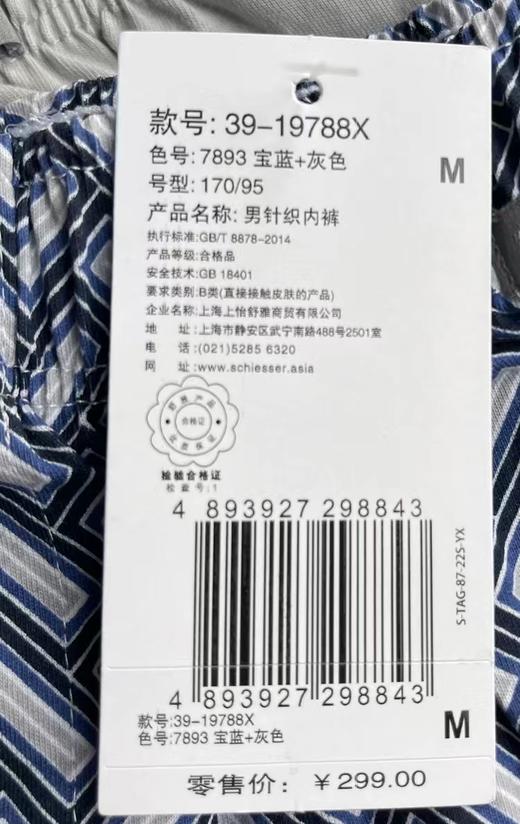 款号: 39-19788X
色号: 7893 宝蓝+灰色
号型: 170/95
M
产品名称: 男针织内裤
执行标准:GB/T 8878-2014
产品等级:合格品
安全技术:GB 18401
要求类别:B类(直接接触皮肤的产品)
企业名称:上海上怡舒雅商贸有限公司
地 址:上海市静安区武宁南路488号2501室
电 话:(021)5285 6320
网 址:www.schiesser.asia
合格证
检验合格证
检验号:1
4 893927 298843
S-TAG-87-22S-YX
4 893927 298843
款号:39-19788X
色号:7893 宝蓝+灰色
M
零售价: ¥299.00